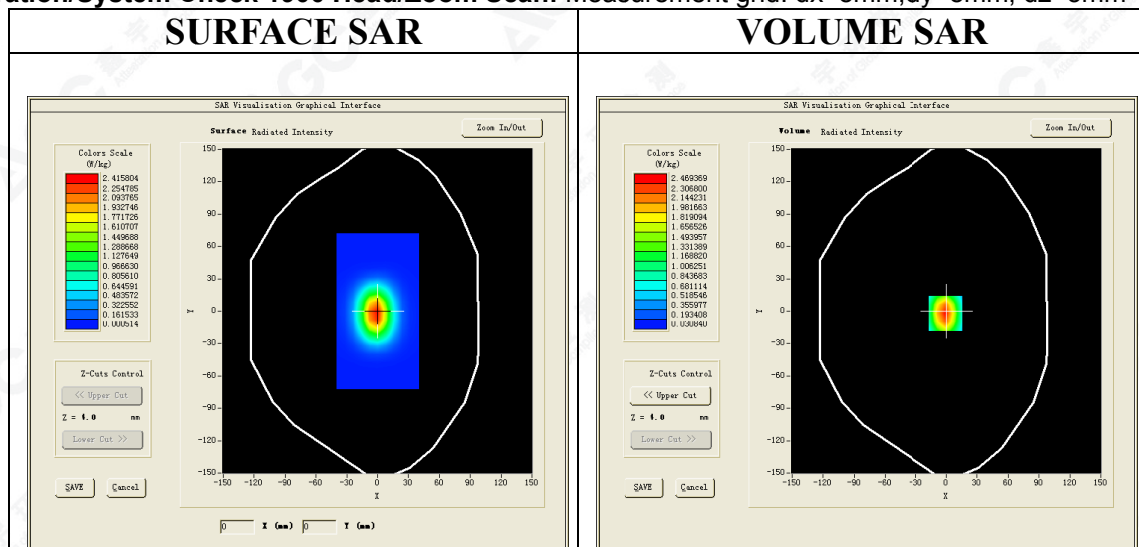 SURFACE SAR
VOLUME SAR
SAR Visualisation Graphical Interface
Surface Radiated Intensity
Zoom In/Out
Colors Scale
(W/kg)
2.415804
2.254785
2.093765
1.932746
1.771726
1.610707
1.449688
1.288668
1.127649
0.966630
0.805610
0.644591
0.483572
0.322552
0.161533
0.000514
Z-Cuts Control
<< Upper Cut
Z = 4.0 mm
Lower Cut >>
SAVE
Cancel
150
120
90
60
30
0
-30
-60
-90
-120
-150
Y
-150 -120 -90 -60 -30 0 30 60 90 120 150
X
0 X (mm) 0 Y (mm)
SAR Visualisation Graphical Interface
Volume Radiated Intensity
Zoom In/Out
Colors Scale
(W/kg)
2.469369
2.306800
2.144231
1.981663
1.819094
1.656526
1.493957
1.331389
1.168820
1.006251
0.843683
0.681114
0.518546
0.355977
0.193408
0.030840
Z-Cuts Control
<< Upper Cut
Z = 4.0 mm
Lower Cut >>
SAVE
Cancel
150
120
90
60
30
0
-30
-60
-90
-120
-150
Y
-150 -120 -90 -60 -30 0 30 60 90 120 150
X